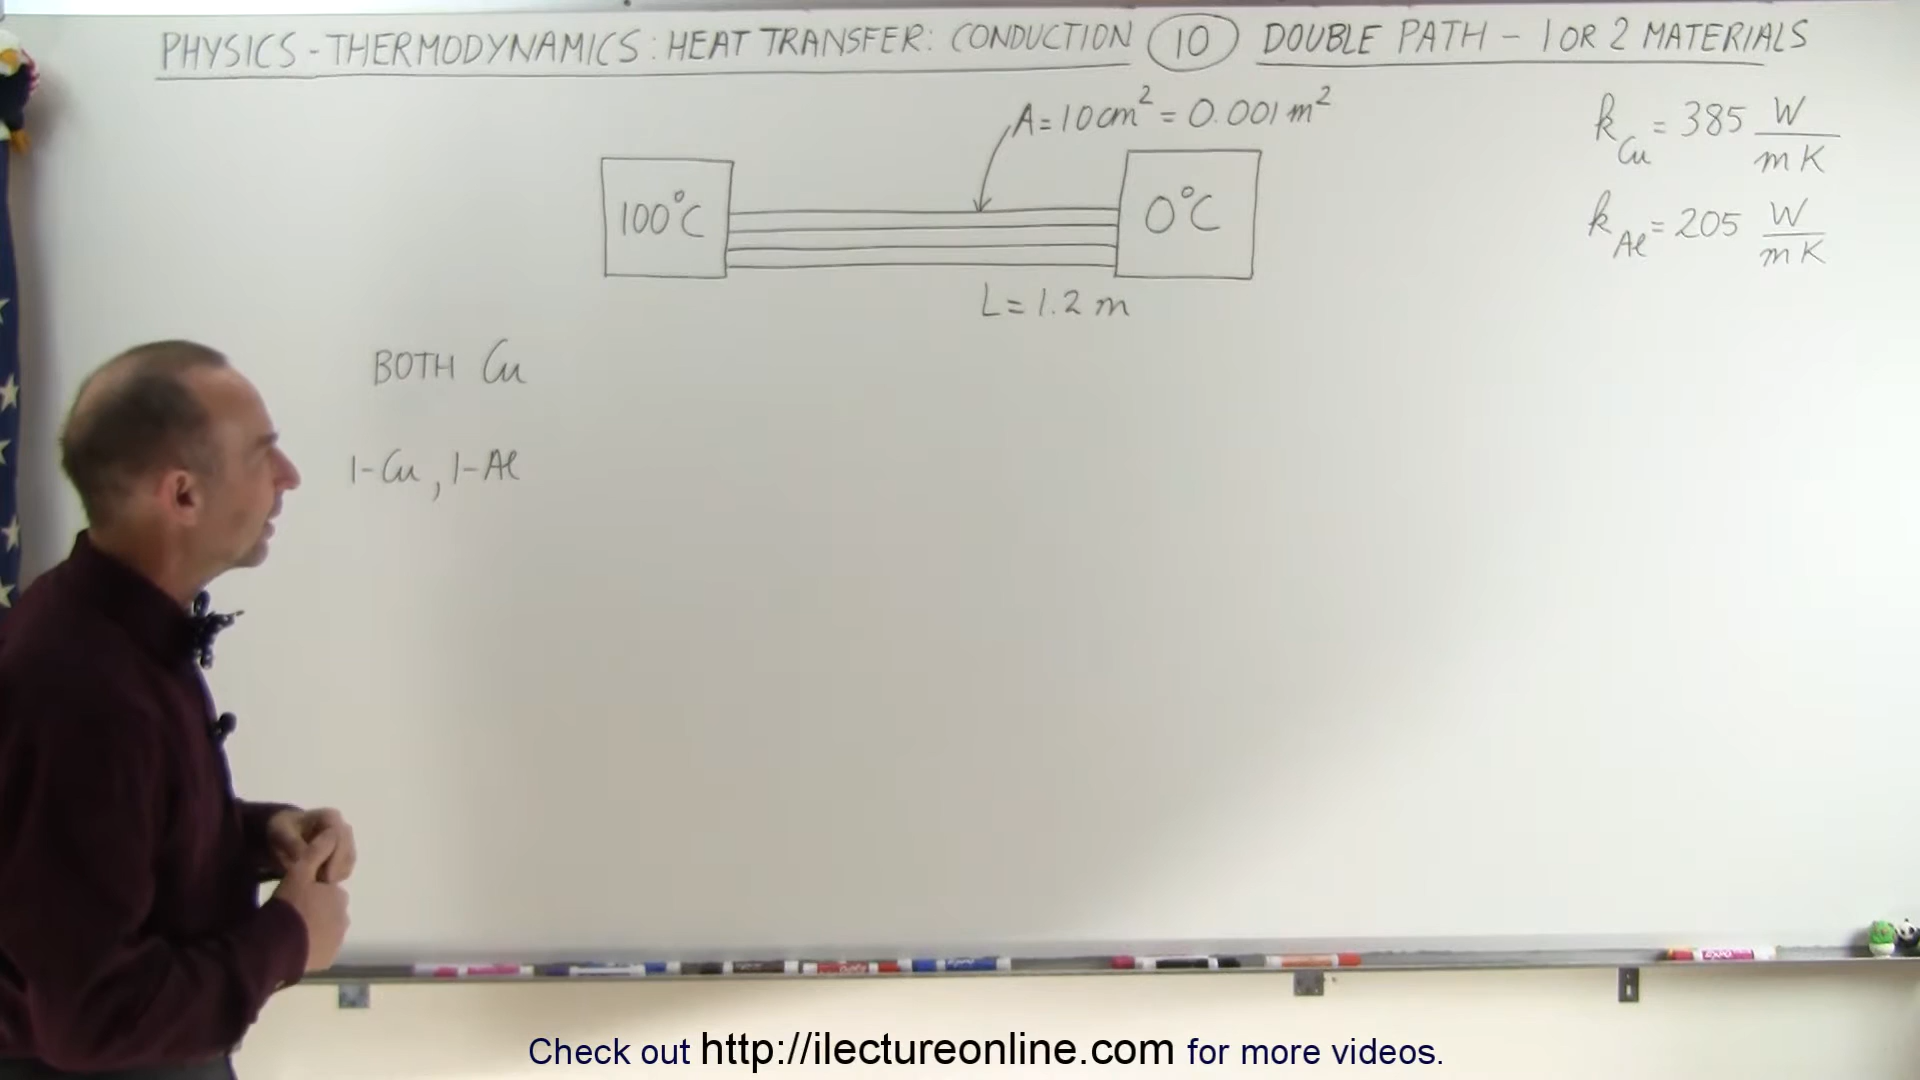 PHYSICS - THERMODYNAMICS: HEAT TRANSFER: CONDUCTION 10 DOUBLE PATH - 1 OR 2 MATERIALS
A = 10 cm² = 0.001 m²
k_Cu = 385 W/mK
100°C
0°C
k_Al = 205 W/mK
L = 1.2 m
BOTH Cu
1-Cu, 1-Al
Check out http://ilectureonline.com for more videos.